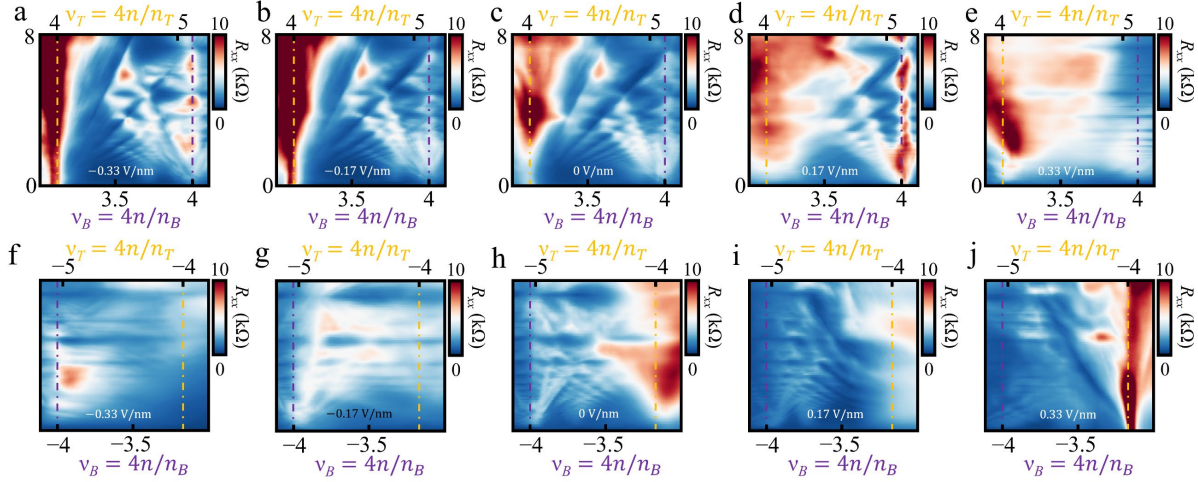 a
ν_T = 4n/n_T
4 5
10
R_xx (kΩ)
0
8
0
−0.33 V/nm
3.5 4
ν_B = 4n/n_B
b
ν_T = 4n/n_T
4 5
10
R_xx (kΩ)
0
8
0
−0.17 V/nm
3.5 4
ν_B = 4n/n_B
c
ν_T = 4n/n_T
4 5
10
R_xx (kΩ)
0
8
0
0 V/nm
3.5 4
ν_B = 4n/n_B
d
ν_T = 4n/n_T
4 5
10
R_xx (kΩ)
0
8
0
0.17 V/nm
3.5 4
ν_B = 4n/n_B
e
ν_T = 4n/n_T
4 5
10
R_xx (kΩ)
0
8
0
0.33 V/nm
3.5 4
ν_B = 4n/n_B
f
ν_T = 4n/n_T
−5 −4
10
R_xx (kΩ)
0
−0.33 V/nm
−4 −3.5
ν_B = 4n/n_B
g
ν_T = 4n/n_T
−5 −4
10
R_xx (kΩ)
0
−0.17 V/nm
−4 −3.5
ν_B = 4n/n_B
h
ν_T = 4n/n_T
−5 −4
10
R_xx (kΩ)
0
0 V/nm
−4 −3.5
ν_B = 4n/n_B
i
ν_T = 4n/n_T
−5 −4
10
R_xx (kΩ)
0
0.17 V/nm
−4 −3.5
ν_B = 4n/n_B
j
ν_T = 4n/n_T
−5 −4
10
R_xx (kΩ)
0
0.33 V/nm
−4 −3.5
ν_B = 4n/n_B